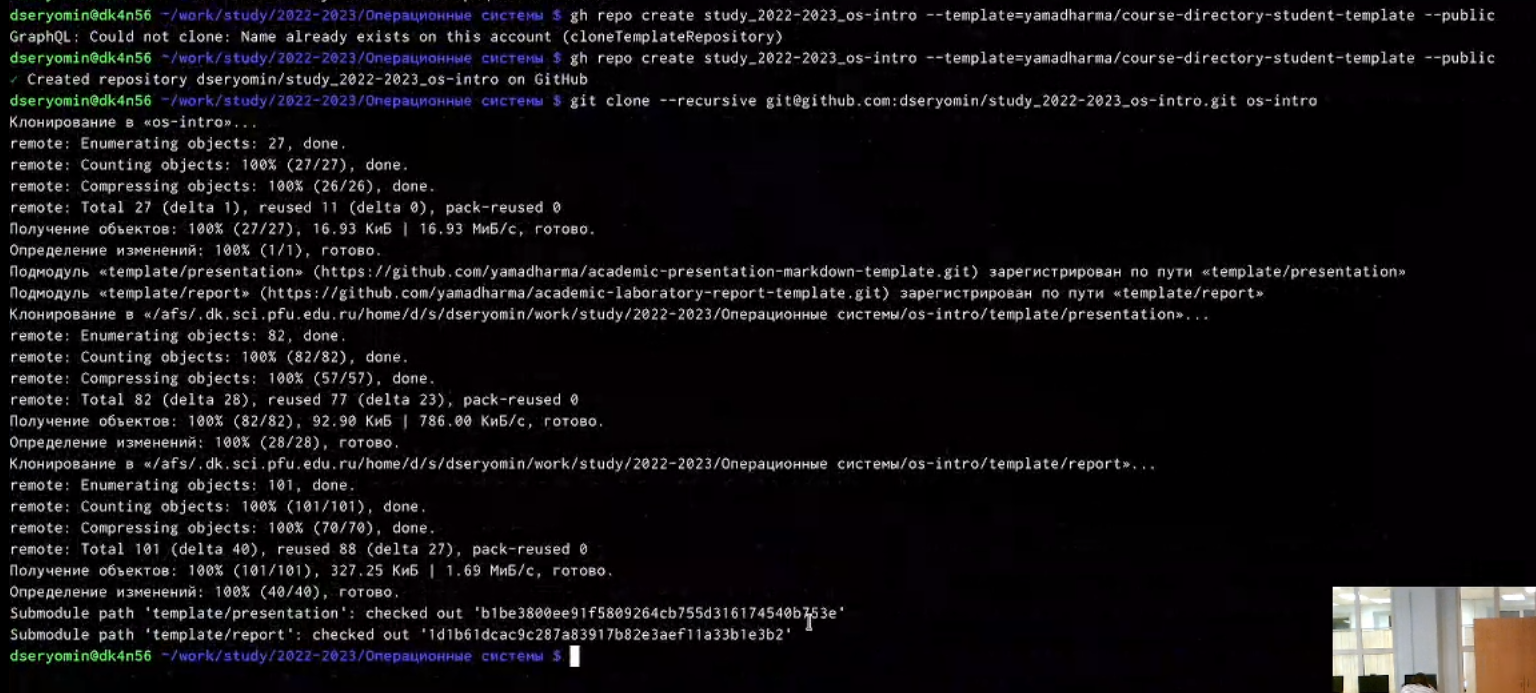 dseryomin@dk4n56 ~/work/study/2022-2023/Операционные системы $ gh repo create study_2022-2023_os-intro --template=yamadharma/course-directory-student-template --public
GraphQL: Could not clone: Name already exists on this account (cloneTemplateRepository)
dseryomin@dk4n56 ~/work/study/2022-2023/Операционные системы $ gh repo create study_2022-2023_os-intro --template=yamadharma/course-directory-student-template --public
✓ Created repository dseryomin/study_2022-2023_os-intro on GitHub
dseryomin@dk4n56 ~/work/study/2022-2023/Операционные системы $ git clone --recursive git@github.com:dseryomin/study_2022-2023_os-intro.git os-intro
Клонирование в «os-intro»...
remote: Enumerating objects: 27, done.
remote: Counting objects: 100% (27/27), done.
remote: Compressing objects: 100% (26/26), done.
remote: Total 27 (delta 1), reused 11 (delta 0), pack-reused 0
Получение объектов: 100% (27/27), 16.93 КиБ | 16.93 МиБ/с, готово.
Определение изменений: 100% (1/1), готово.
Подмодуль «template/presentation» (https://github.com/yamadharma/academic-presentation-markdown-template.git) зарегистрирован по пути «template/presentation»
Подмодуль «template/report» (https://github.com/yamadharma/academic-laboratory-report-template.git) зарегистрирован по пути «template/report»
Клонирование в «/afs/.dk.sci.pfu.edu.ru/home/d/s/dseryomin/work/study/2022-2023/Операционные системы/os-intro/template/presentation»...
remote: Enumerating objects: 82, done.
remote: Counting objects: 100% (82/82), done.
remote: Compressing objects: 100% (57/57), done.
remote: Total 82 (delta 28), reused 77 (delta 23), pack-reused 0
Получение объектов: 100% (82/82), 92.90 КиБ | 786.00 КиБ/с, готово.
Определение изменений: 100% (28/28), готово.
Клонирование в «/afs/.dk.sci.pfu.edu.ru/home/d/s/dseryomin/work/study/2022-2023/Операционные системы/os-intro/template/report»...
remote: Enumerating objects: 101, done.
remote: Counting objects: 100% (101/101), done.
remote: Compressing objects: 100% (70/70), done.
remote: Total 101 (delta 40), reused 88 (delta 27), pack-reused 0
Получение объектов: 100% (101/101), 327.25 КиБ | 1.69 МиБ/с, готово.
Определение изменений: 100% (40/40), готово.
Submodule path 'template/presentation': checked out 'b1be3800ee91f5809264cb755d316174540b753e'
Submodule path 'template/report': checked out '1d1b61dcac9c287a83917b82e3aef11a33b1e3b2'
dseryomin@dk4n56 ~/work/study/2022-2023/Операционные системы $